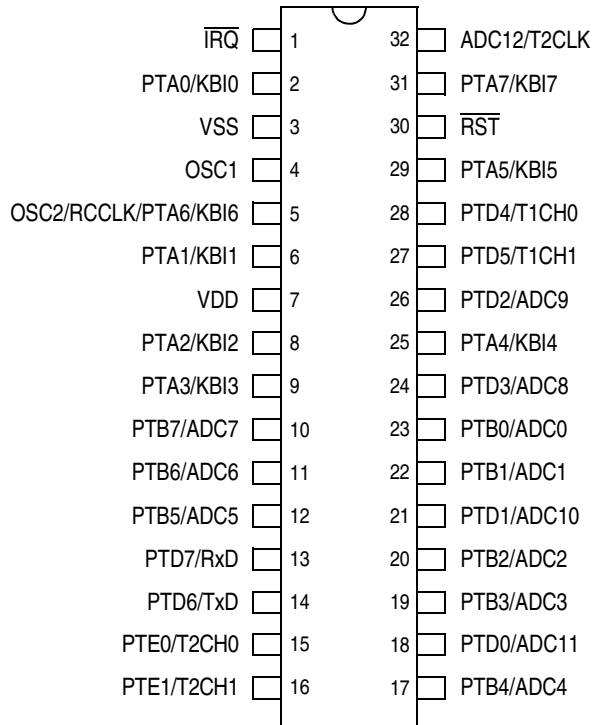 IRQ 1 32 ADC12/T2CLK
PTA0/KBI0 2 31 PTA7/KBI7
VSS 3 30 RST
OSC1 4 29 PTA5/KBI5
OSC2/RCCLK/PTA6/KBI6 5 28 PTD4/T1CH0
PTA1/KBI1 6 27 PTD5/T1CH1
VDD 7 26 PTD2/ADC9
PTA2/KBI2 8 25 PTA4/KBI4
PTA3/KBI3 9 24 PTD3/ADC8
PTB7/ADC7 10 23 PTB0/ADC0
PTB6/ADC6 11 22 PTB1/ADC1
PTB5/ADC5 12 21 PTD1/ADC10
PTD7/RxD 13 20 PTB2/ADC2
PTD6/TxD 14 19 PTB3/ADC3
PTE0/T2CH0 15 18 PTD0/ADC11
PTE1/T2CH1 16 17 PTB4/ADC4